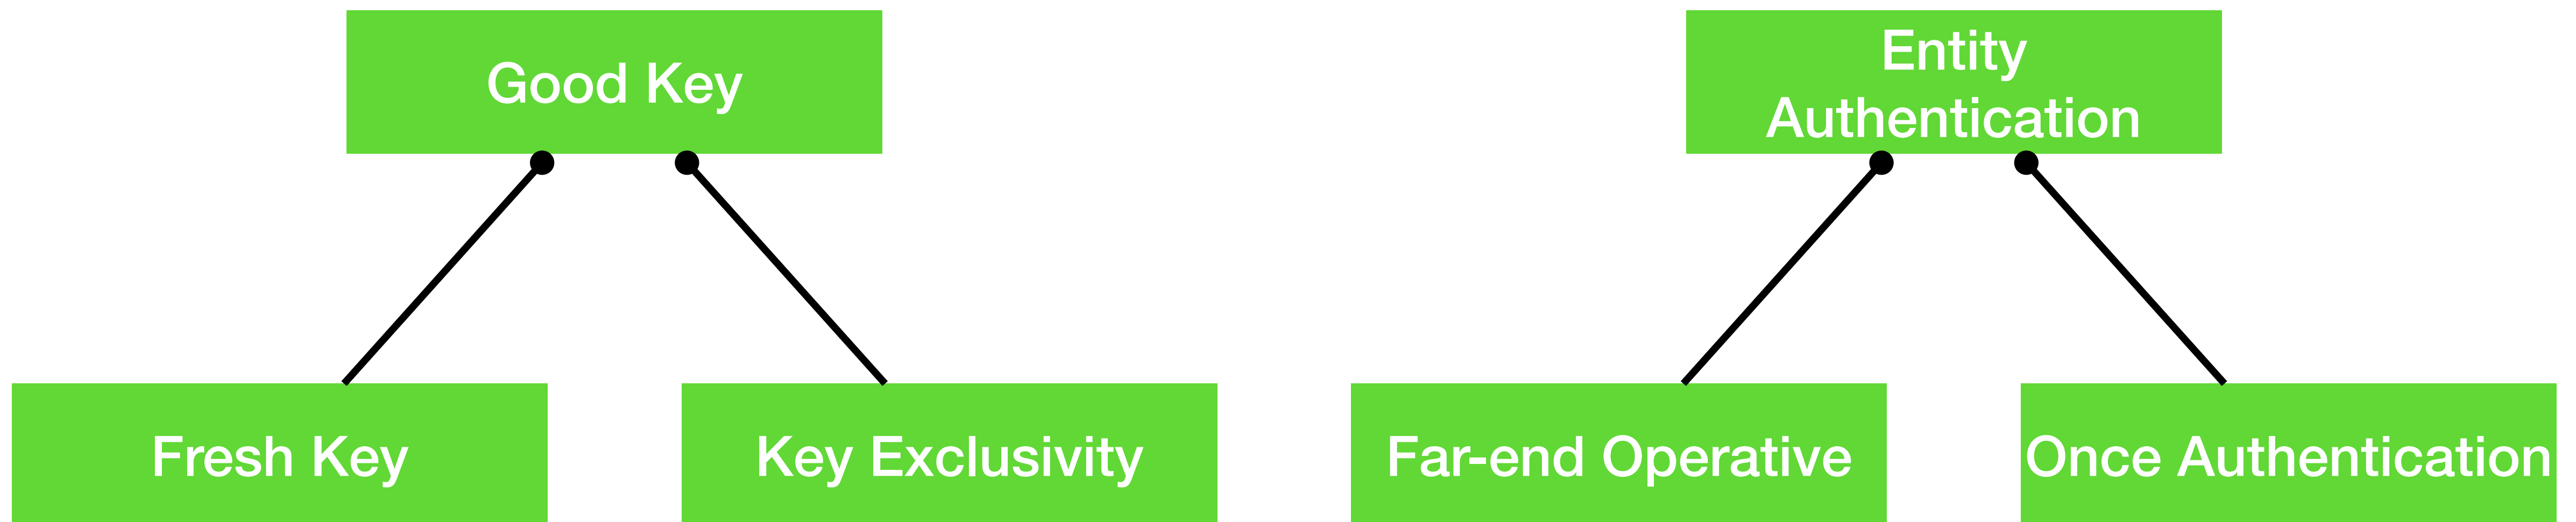 Good Key
Entity
Authentication
Fresh Key
Key Exclusivity
Far-end Operative
Once Authentication